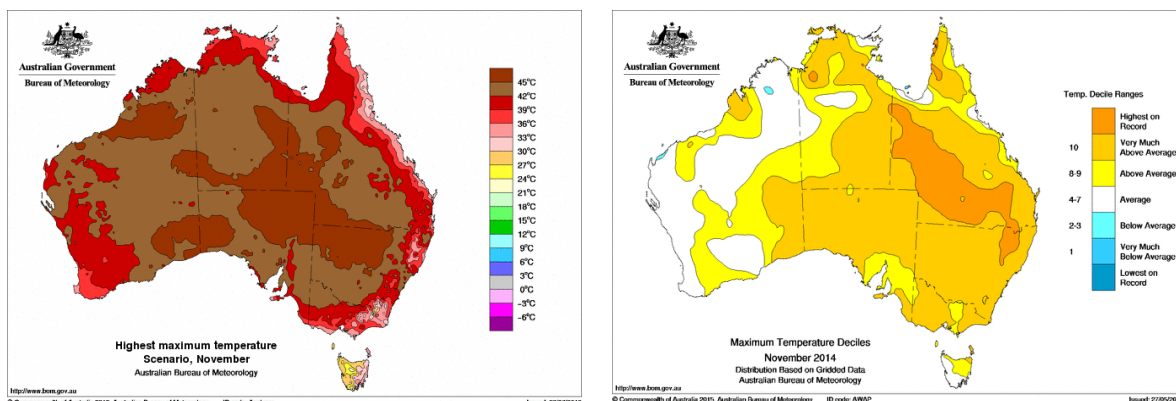 Australian Government
Bureau of Meteorology
45°C
42°C
39°C
36°C
33°C
30°C
27°C
24°C
21°C
18°C
15°C
12°C
9°C
6°C
3°C
0°C
-3°C
-6°C
Highest maximum temperature
Scenario, November
Australian Bureau of Meteorology
http://www.bom.gov.au
Australian Government
Bureau of Meteorology
Temp. Decile Ranges
Highest on
Record
10
Very Much
Above Average
8-9
Above Average
4-7
Average
2-3
Below Average
1
Very Much
Below Average
Lowest on
Record
Maximum Temperature Deciles
November 2014
Distribution Based on Gridded Data
Australian Bureau of Meteorology
http://www.bom.gov.au
© Commonwealth of Australia 2015, Australian Bureau of Meteorology ID code: AWAP